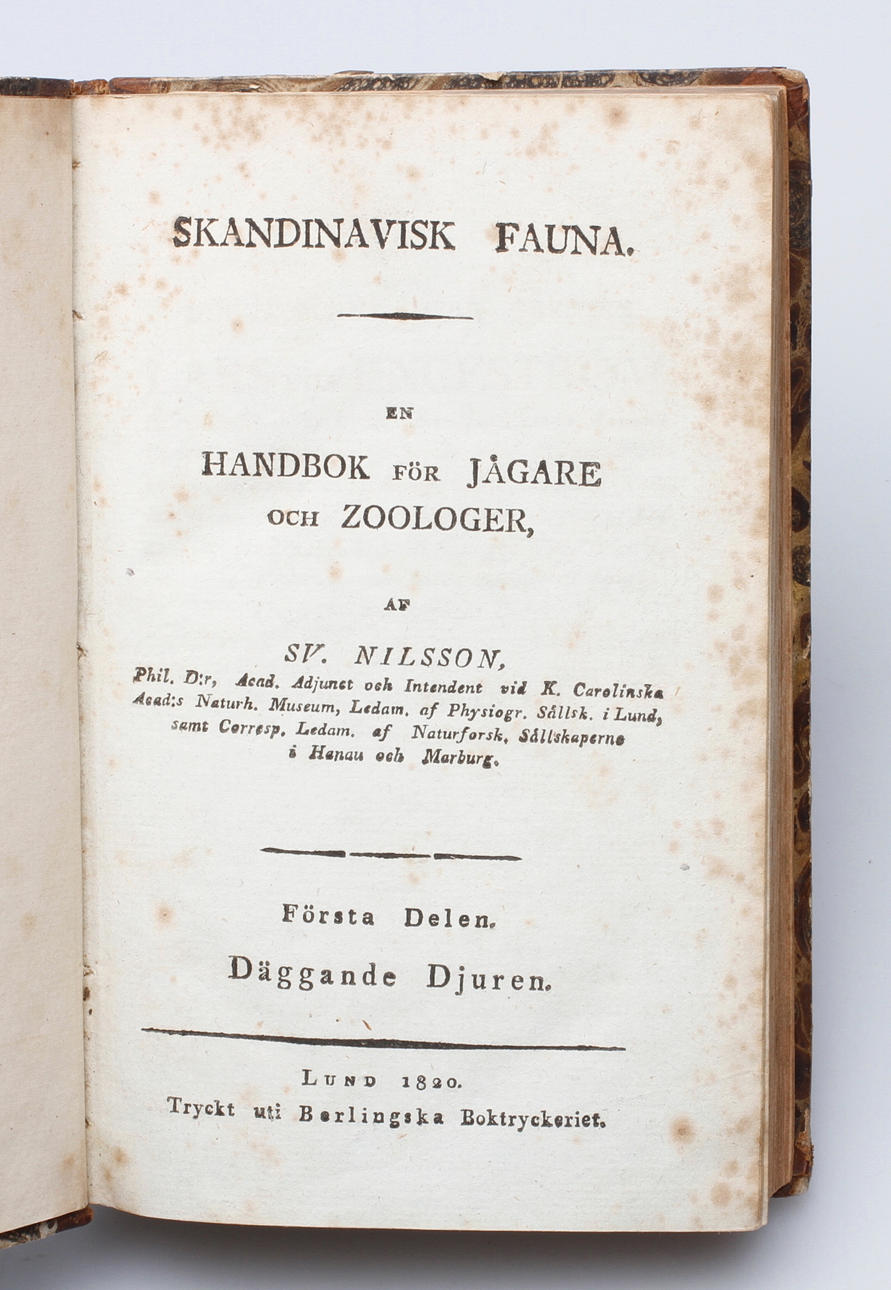 SKANDINAVISK FAUNA.
EN
HANDBOK FÖR JÅGARE
OCH ZOOLOGER,
AF
SV. NILSSON,
Phil. D:r, Acad. Adjunct och Intendent vid K. Carolinska
Acad:s Naturh. Museum, Ledam. af Physiogr. Sållsk. i Lund,
samt Corresp. Ledam. af Naturforsk. Sållskaperne
i Hanau och Marburg.
Första Delen.
Däggande Djuren.
LUND 1820.
Tryckt uti Berlingska Boktryckeriet.